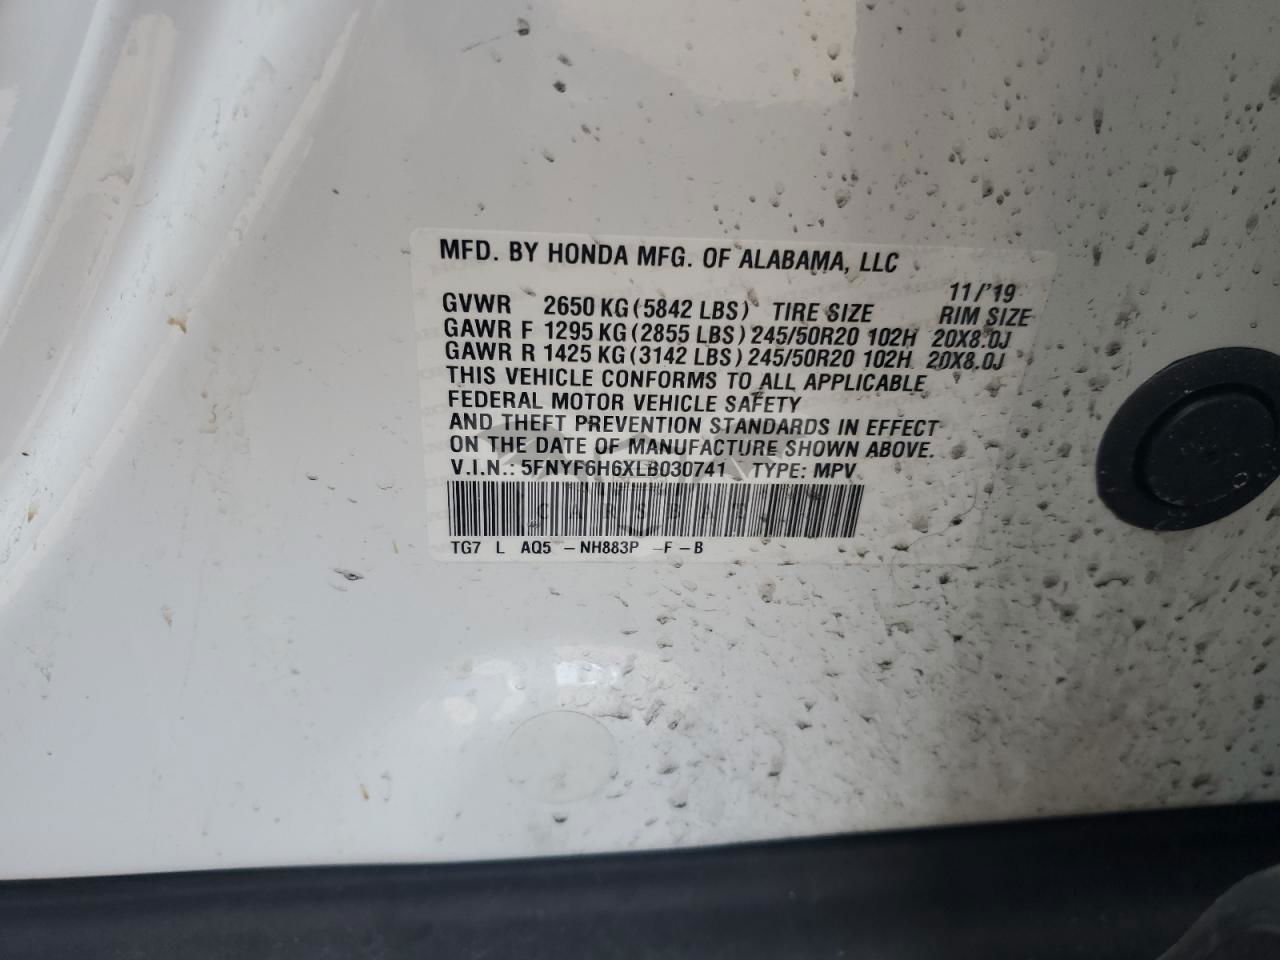 MFD. BY HONDA MFG. OF ALABAMA, LLC
11/'19
GVWR 2650 KG (5842 LBS) TIRE SIZE RIM SIZE
GAWR F 1295 KG (2855 LBS) 245/50R20 102H 20X8.0J
GAWR R 1425 KG (3142 LBS) 245/50R20 102H 20X8.0J
THIS VEHICLE CONFORMS TO ALL APPLICABLE
FEDERAL MOTOR VEHICLE SAFETY
AND THEFT PREVENTION STANDARDS IN EFFECT
ON THE DATE OF MANUFACTURE SHOWN ABOVE.
V.I.N.: 5FNYF6H6XLB030741 TYPE: MPV
TG7 L AQ5 -NH883P -F-B